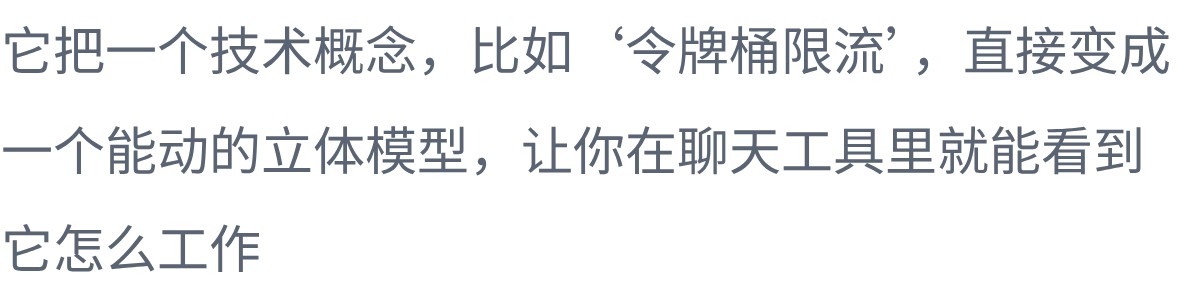 它把一个技术概念，比如‘令牌桶限流’，直接变成
一个能动的立体模型，让你在聊天工具里就能看到
它怎么工作